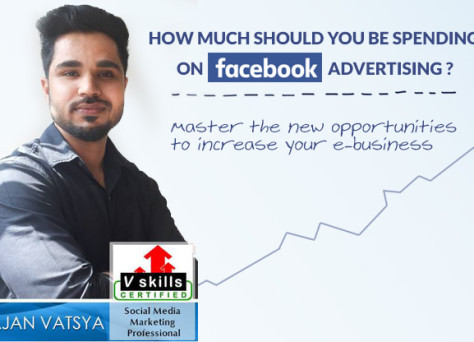 HOW MUCH SHOULD YOU BE SPENDING
ON facebook ADVERTISING ?
Master the new opportunities
to increase your e-business
V skills
CERTIFIED
JAN VATSYA
Social Media
Marketing
Professional